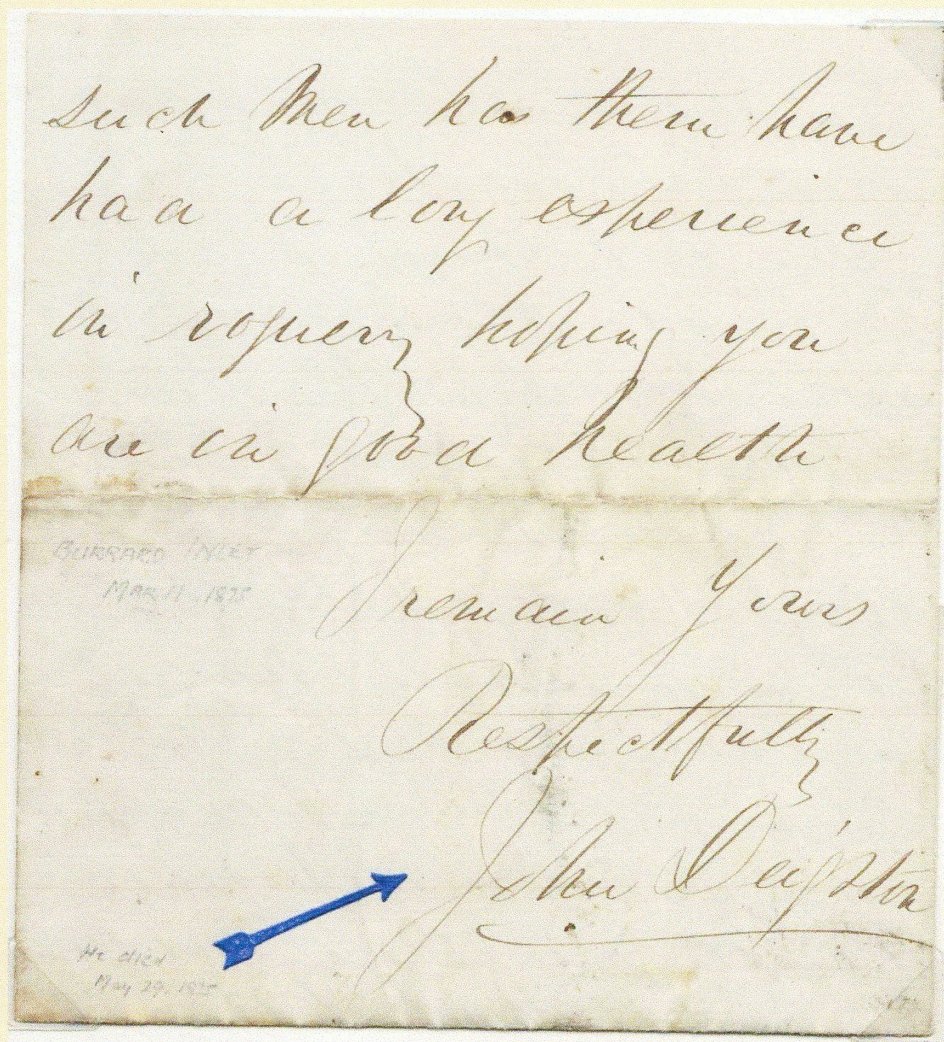 such Men has them have
had a long experience
in roguery hoping you
are in good health
BURRARD INLET
MAR 11. 1875
I remain Yours
Respectfully
John Deighton
He died
May 29, 1875